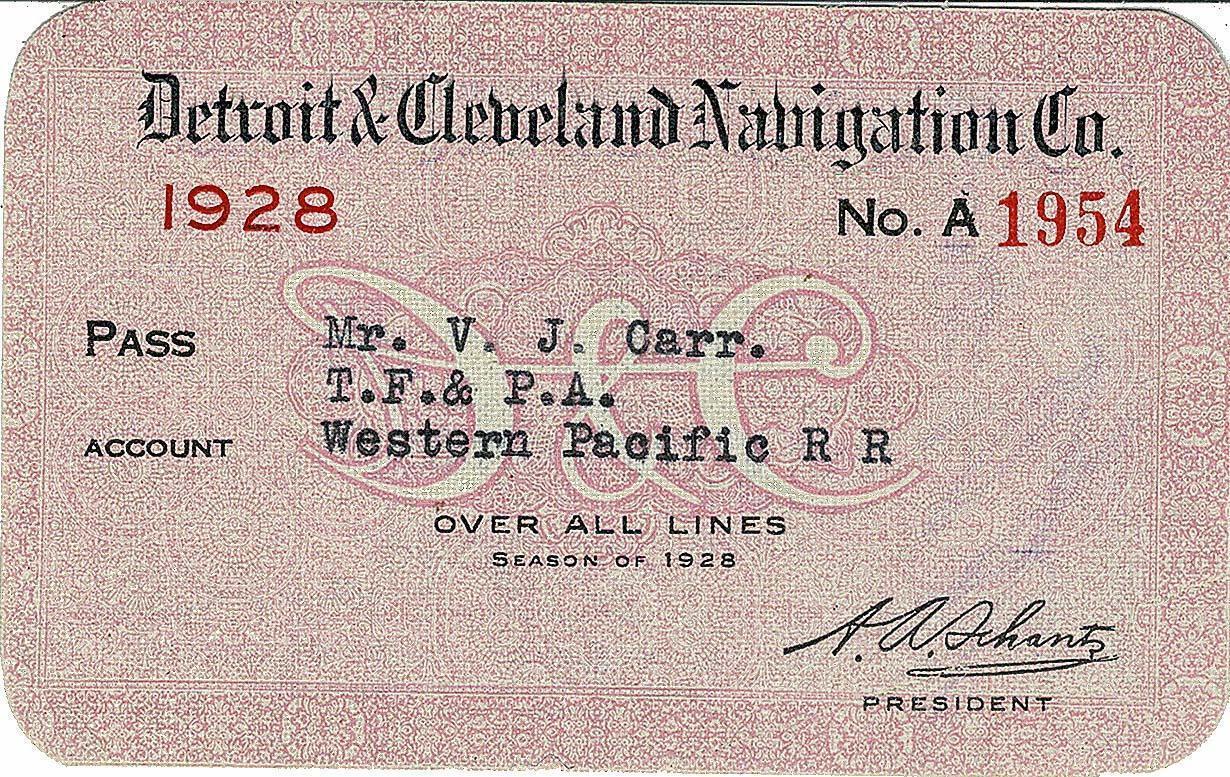 Detroit & Cleveland Navigation Co.
1928 No. A 1954
PASS Mr. V. J. Carr.
T.F.& P.A.
ACCOUNT Western Pacific R R
D&C
OVER ALL LINES
SEASON OF 1928
A. A. Schantz
PRESIDENT